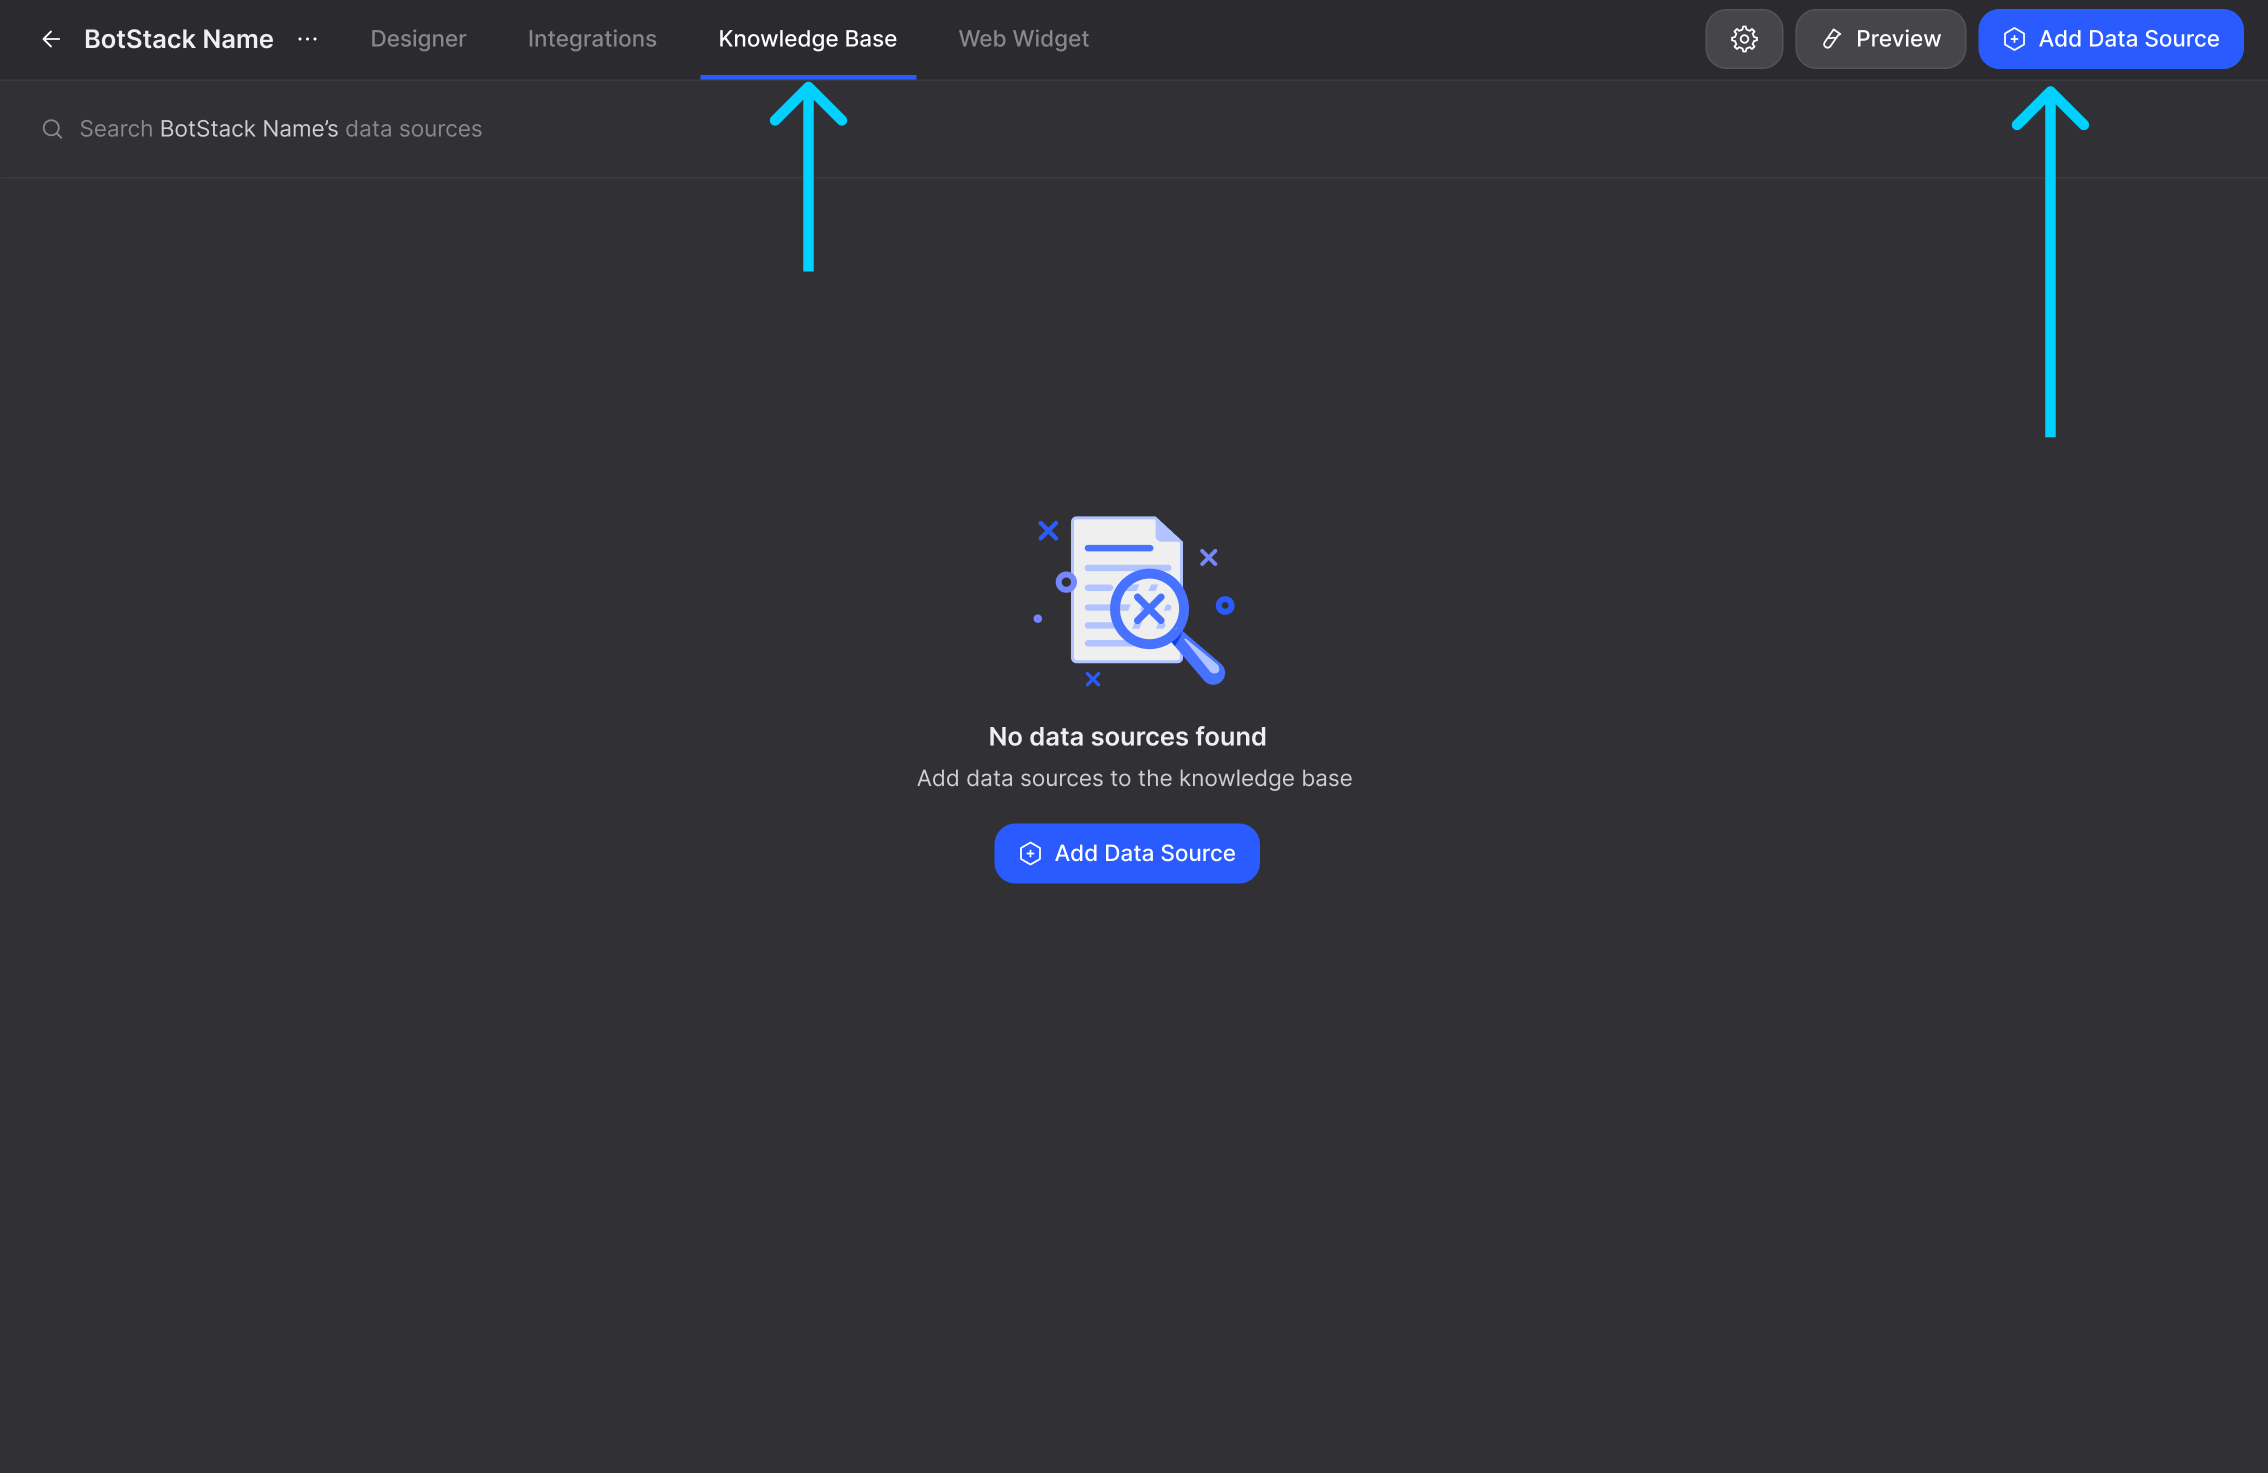 BotStack Name ··· Designer Integrations Knowledge Base Web Widget Preview Add Data Source
Search BotStack Name’s data sources
No data sources found
Add data sources to the knowledge base
Add Data Source